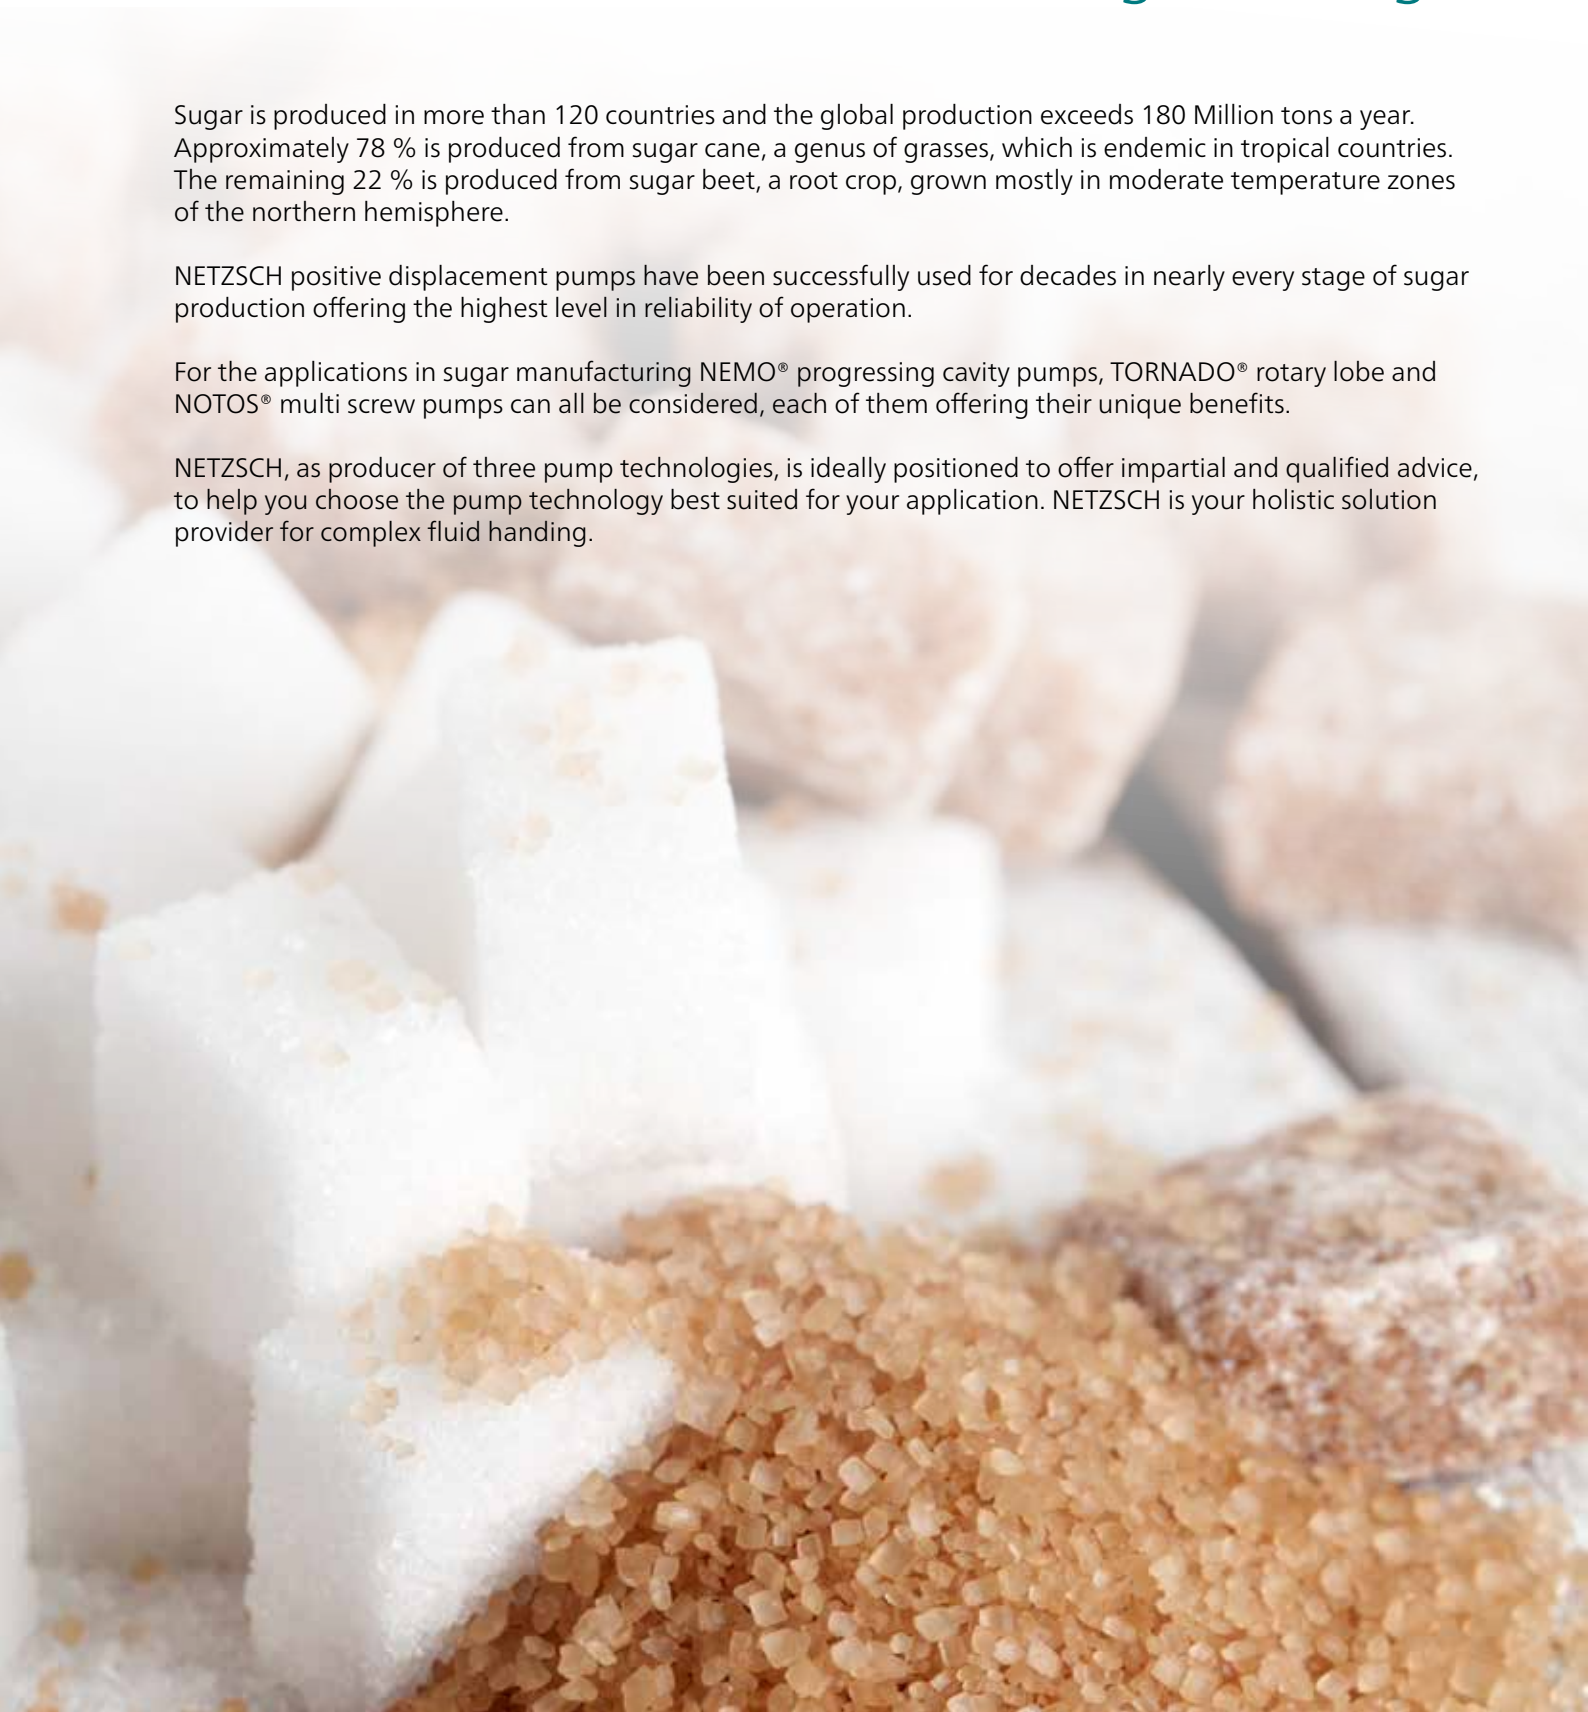 Sugar is produced in more than 120 countries and the global production exceeds 180 Million tons a year.
Approximately 78 % is produced from sugar cane, a genus of grasses, which is endemic in tropical countries.
The remaining 22 % is produced from sugar beet, a root crop, grown mostly in moderate temperature zones
of the northern hemisphere.
NETZSCH positive displacement pumps have been successfully used for decades in nearly every stage of sugar
production offering the highest level in reliability of operation.
For the applications in sugar manufacturing NEMO® progressing cavity pumps, TORNADO® rotary lobe and
NOTOS® multi screw pumps can all be considered, each of them offering their unique benefits.
NETZSCH, as producer of three pump technologies, is ideally positioned to offer impartial and qualified advice,
to help you choose the pump technology best suited for your application. NETZSCH is your holistic solution
provider for complex fluid handing.